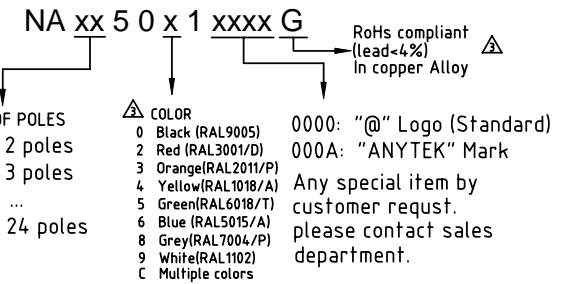 NA xx 5 0 x 1 xxxx G
RoHs compliant
(lead<4%)
In copper Alloy
3
OF POLES
2 poles
3 poles
...
24 poles
3 COLOR
0 Black (RAL9005)
2 Red (RAL3001/D)
3 Orange(RAL2011/P)
4 Yellow(RAL1018/A)
5 Green(RAL6018/T)
6 Blue (RAL5015/A)
8 Grey(RAL7004/P)
9 White(RAL1102)
C Multiple colors
0000: "@" Logo (Standard)
000A: "ANYTEK" Mark
Any special item by
customer requst.
please contact sales
department.